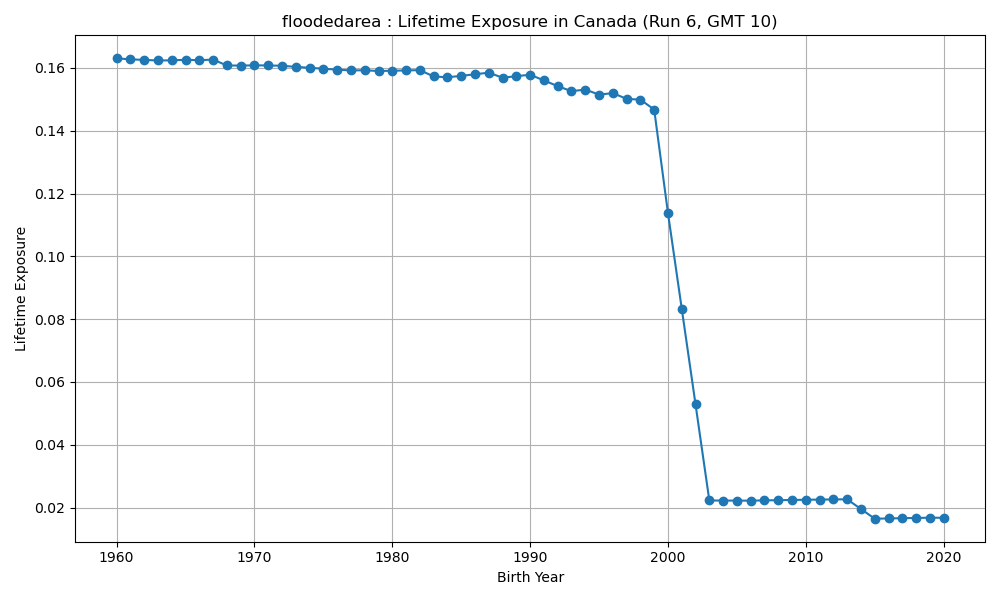 floodedarea : Lifetime Exposure in Canada (Run 6, GMT 10)
Lifetime Exposure
0.16
0.14
0.12
0.10
0.08
0.06
0.04
0.02
1960 1970 1980 1990 2000 2010 2020
Birth Year